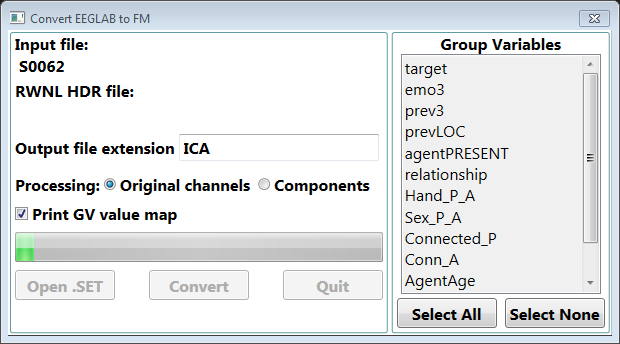 Convert EEGLAB to FM
Input file:
S0062
RWNL HDR file:
Output file extension ICA
Processing: Original channels Components
Print GV value map
Open .SET Convert Quit
Group Variables
target
emo3
prev3
prevLOC
agentPRESENT
relationship
Hand_P_A
Sex_P_A
Connected_P
Conn_A
AgentAge
Select All Select None